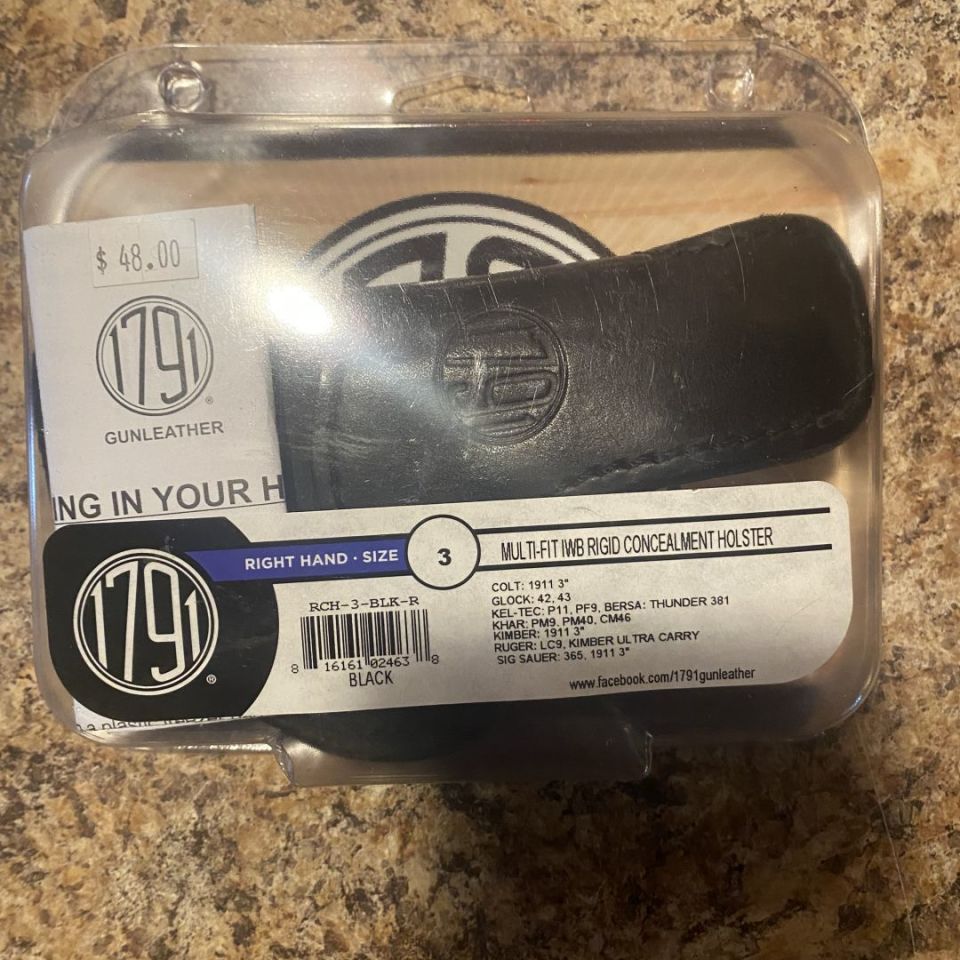 $ 48.00
1791
®
GUNLEATHER
ING IN YOUR H
1791
1791
®
RIGHT HAND · SIZE 3
MULTI-FIT IWB RIGID CONCEALMENT HOLSTER
RCH-3-BLK-R
8 16161 02463 8
BLACK
COLT: 1911 3"
GLOCK: 42, 43
KEL-TEC: P11, PF9, BERSA: THUNDER 381
KHAR: PM9, PM40, CM46
KIMBER: 1911 3"
RUGER: LC9, KIMBER ULTRA CARRY
SIG SAUER: 365, 1911 3"
www.facebook.com/1791gunleather
a plastic